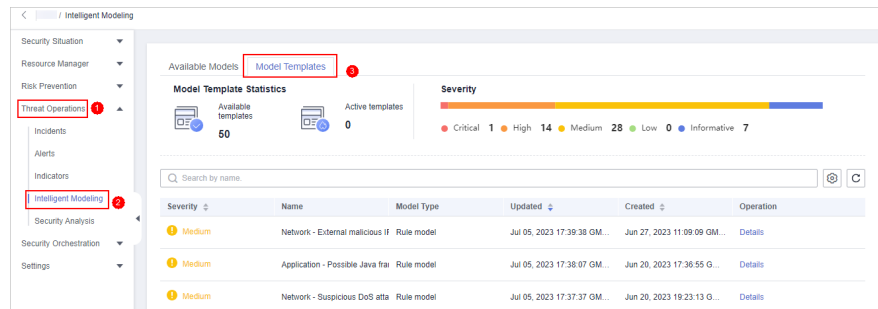 / Intelligent Modeling
Security Situation
Resource Manager
Risk Prevention
Threat Operations 1
Incidents
Alerts
Indicators
Intelligent Modeling 2
Security Analysis
Security Orchestration
Settings
Available Models Model Templates 3
Model Template Statistics
Available templates
50
Active templates
0
Severity
Critical 1 High 14 Medium 28 Low 0 Informative 7
Search by name.
Severity Name Model Type Updated Created Operation
Medium Network - External malicious IF Rule model Jul 05, 2023 17:39:38 GM... Jun 27, 2023 11:09:09 GM... Details
Medium Application - Possible Java frai Rule model Jul 05, 2023 17:38:07 GM... Jun 20, 2023 17:36:55 G... Details
Medium Network - Suspicious DoS atta Rule model Jul 05, 2023 17:37:37 GM... Jun 20, 2023 19:23:13 G... Details